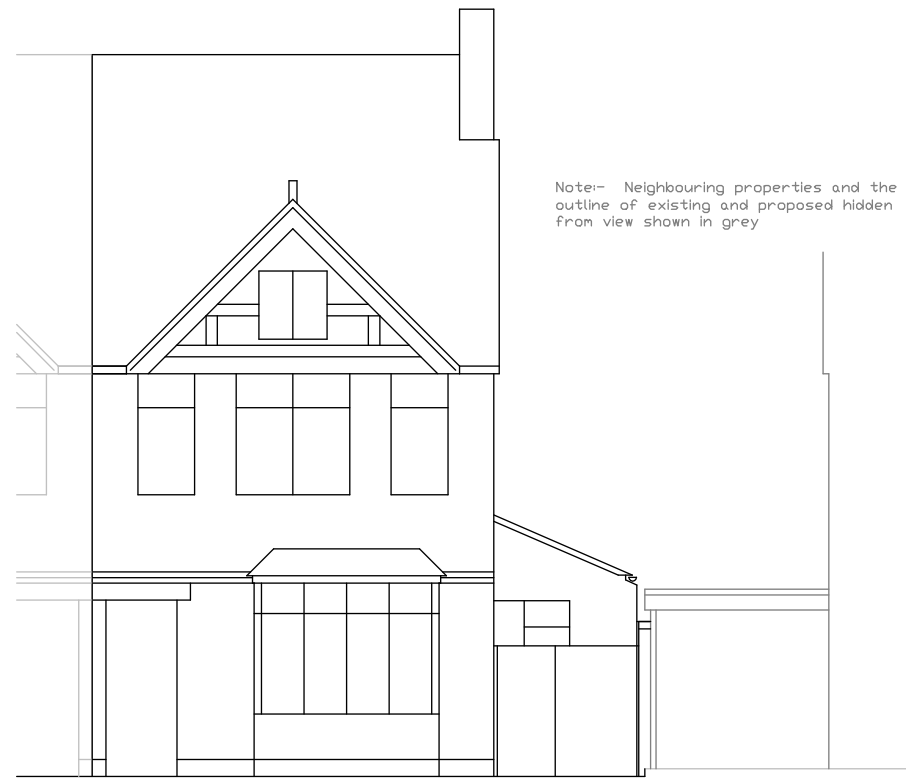 Note:- Neighbouring properties and the
outline of existing and proposed hidden
from view shown in grey